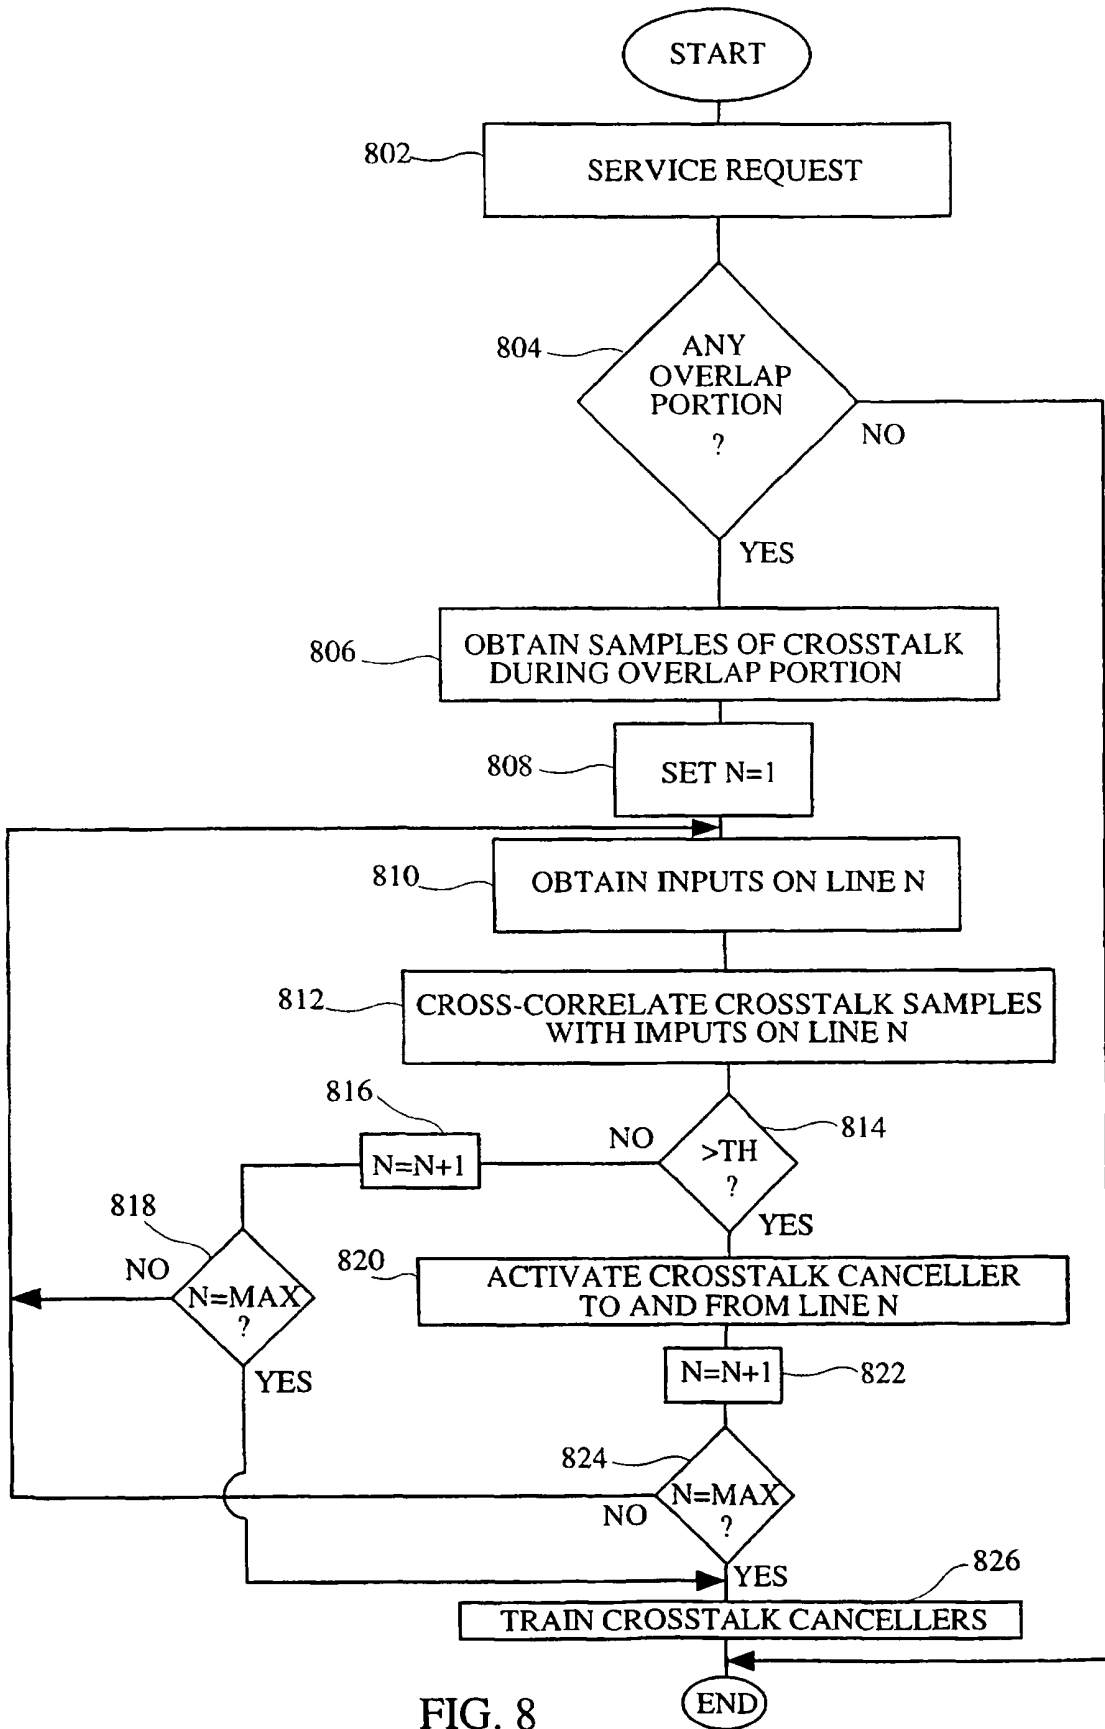 START
802
SERVICE REQUEST
804
ANY
OVERLAP
PORTION
?
NO
YES
806
OBTAIN SAMPLES OF CROSSTALK
DURING OVERLAP PORTION
808
SET N=1
810
OBTAIN INPUTS ON LINE N
812
CROSS-CORRELATE CROSSTALK SAMPLES
WITH IMPUTS ON LINE N
816
N=N+1
NO
814
>TH
?
YES
818
NO
N=MAX
?
YES
820
ACTIVATE CROSSTALK CANCELLER
TO AND FROM LINE N
N=N+1
822
824
N=MAX
?
NO
YES
826
TRAIN CROSSTALK CANCELLERS
END
FIG. 8